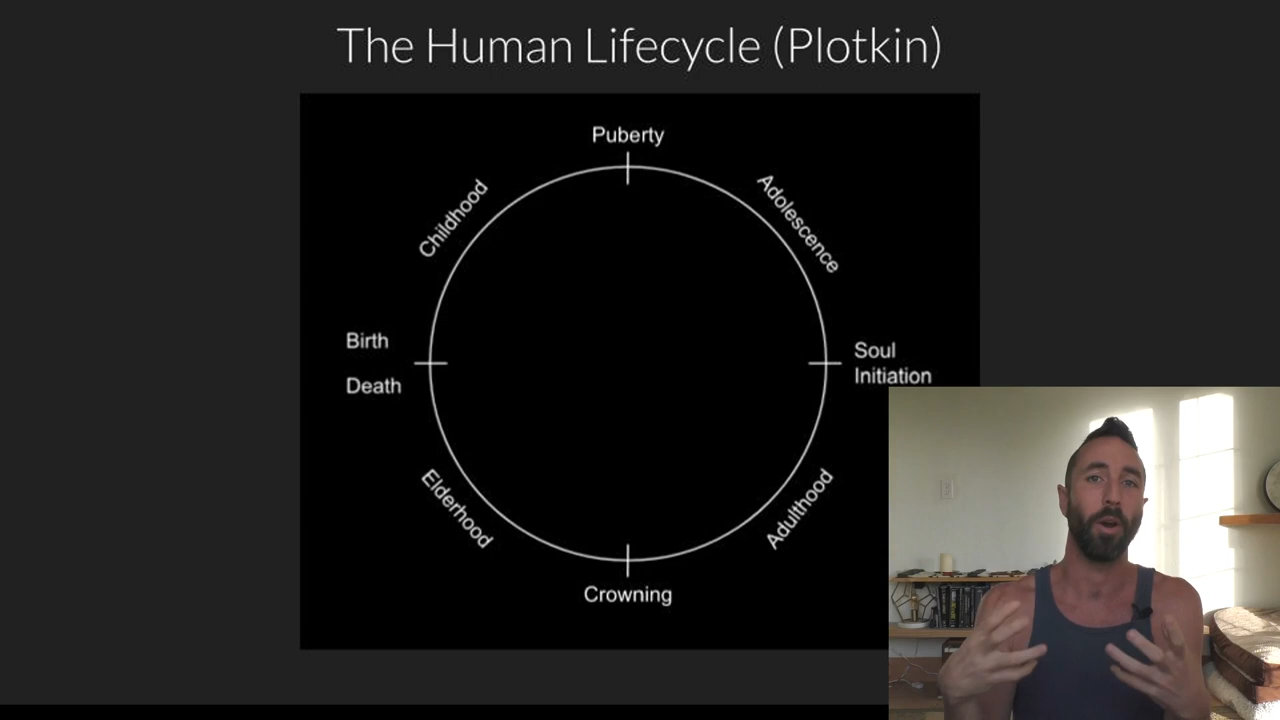 The Human Lifecycle (Plotkin)
Puberty
Childhood
Adolescence
Birth
Death
Soul
Initiation
Elderhood
Adulthood
Crowning